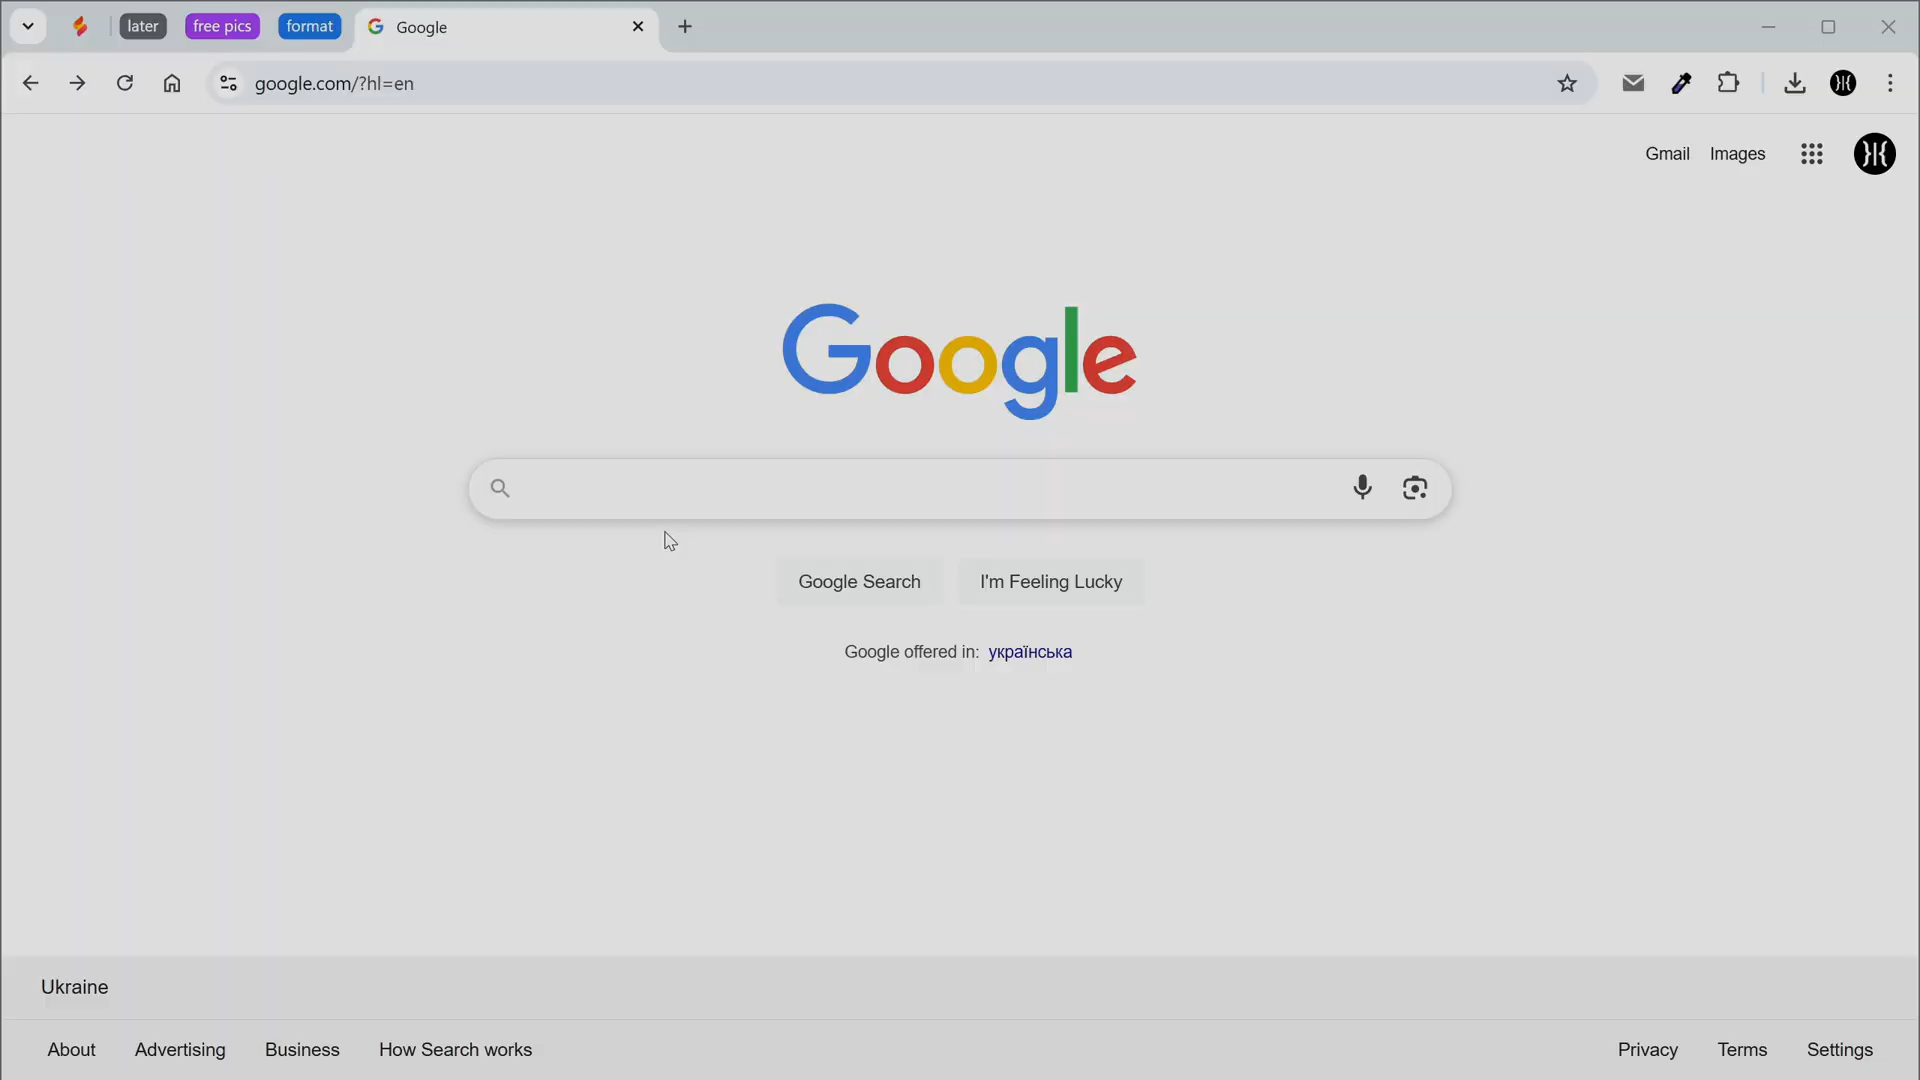 later free pics format Google
google.com/?hl=en
Gmail Images
Google
Google Search I'm Feeling Lucky
Google offered in: українська
Ukraine
About Advertising Business How Search works Privacy Terms Settings